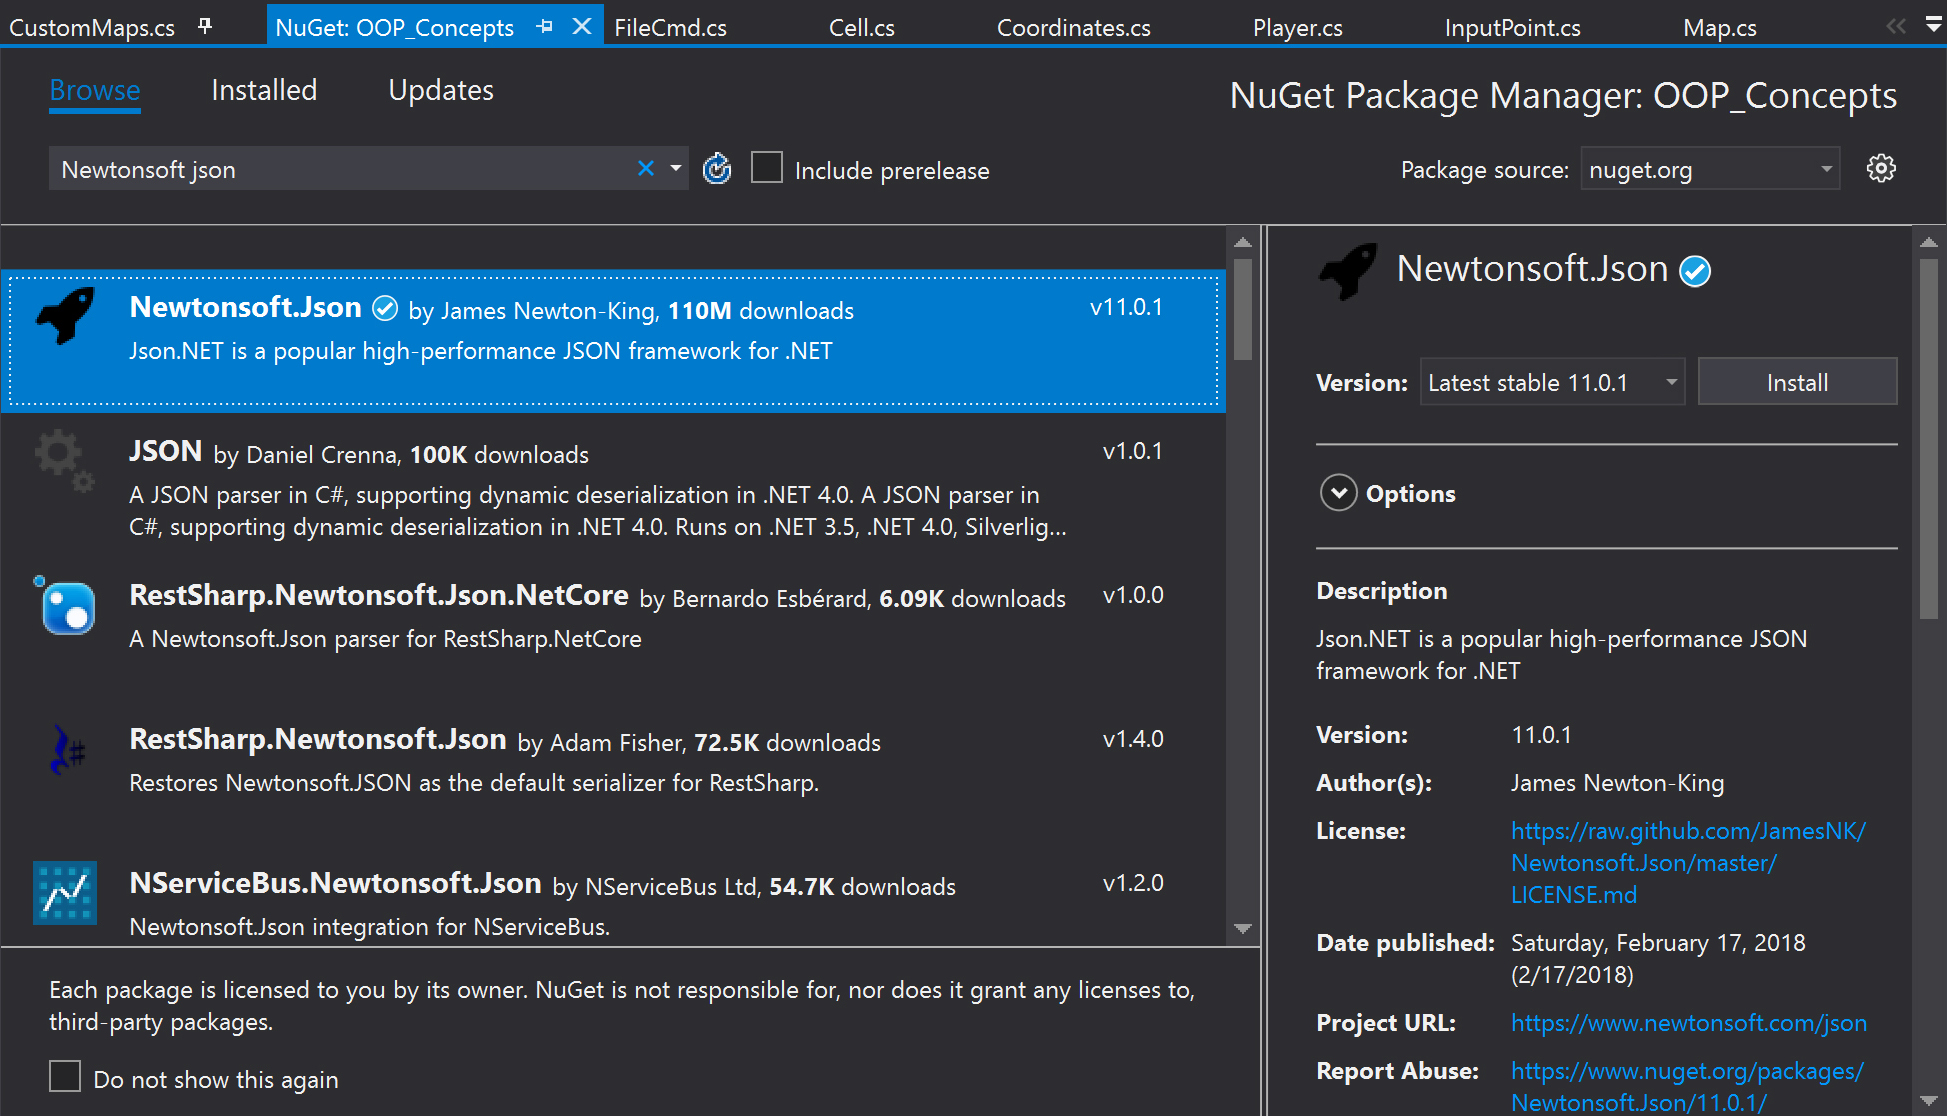 CustomMaps.cs
NuGet: OOP_Concepts
FileCmd.cs
Cell.cs
Coordinates.cs
Player.cs
InputPoint.cs
Map.cs
Browse
Installed
Updates
NuGet Package Manager: OOP_Concepts
Newtonsoft json
Include prerelease
Package source:
nuget.org
Newtonsoft.Json by James Newton-King, 110M downloads
v11.0.1
Json.NET is a popular high-performance JSON framework for .NET
JSON by Daniel Crenna, 100K downloads
v1.0.1
A JSON parser in C#, supporting dynamic deserialization in .NET 4.0. A JSON parser in
C#, supporting dynamic deserialization in .NET 4.0. Runs on .NET 3.5, .NET 4.0, Silverlig...
RestSharp.Newtonsoft.Json.NetCore by Bernardo Esbérard, 6.09K downloads
v1.0.0
A Newtonsoft.Json parser for RestSharp.NetCore
RestSharp.Newtonsoft.Json by Adam Fisher, 72.5K downloads
v1.4.0
Restores Newtonsoft.JSON as the default serializer for RestSharp.
NServiceBus.Newtonsoft.Json by NServiceBus Ltd, 54.7K downloads
v1.2.0
Newtonsoft.Json integration for NServiceBus.
Each package is licensed to you by its owner. NuGet is not responsible for, nor does it grant any licenses to,
third-party packages.
Do not show this again
Newtonsoft.Json
Version:
Latest stable 11.0.1
Install
Options
Description
Json.NET is a popular high-performance JSON
framework for .NET
Version: 11.0.1
Author(s): James Newton-King
License: https://raw.github.com/JamesNK/
Newtonsoft.Json/master/
LICENSE.md
Date published: Saturday, February 17, 2018
(2/17/2018)
Project URL: https://www.newtonsoft.com/json
Report Abuse: https://www.nuget.org/packages/
Newtonsoft.Json/11.0.1/